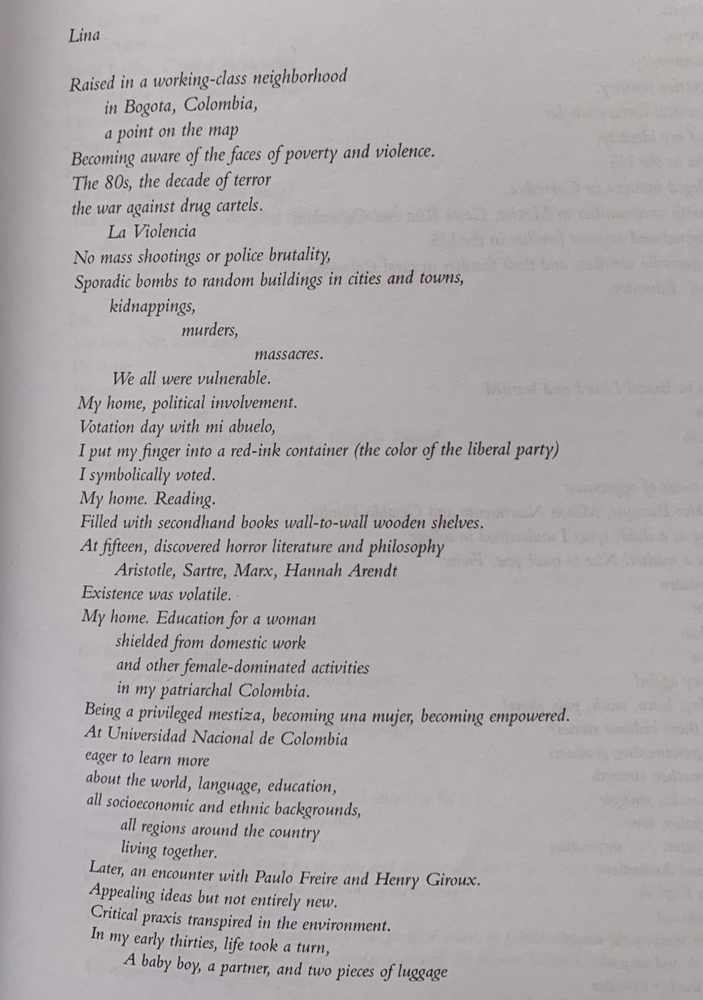 Lina
Raised in a working-class neighborhood
in Bogota, Colombia,
a point on the map
Becoming aware of the faces of poverty and violence.
The 80s, the decade of terror
the war against drug cartels.
La Violencia
No mass shootings or police brutality,
Sporadic bombs to random buildings in cities and towns,
kidnappings,
murders,
massacres.
We all were vulnerable.
My home, political involvement.
Votation day with mi abuelo,
I put my finger into a red-ink container (the color of the liberal party)
I symbolically voted.
My home. Reading.
Filled with secondhand books wall-to-wall wooden shelves.
At fifteen, discovered horror literature and philosophy
Aristotle, Sartre, Marx, Hannah Arendt
Existence was volatile.
My home. Education for a woman
shielded from domestic work
and other female-dominated activities
in my patriarchal Colombia.
Being a privileged mestiza, becoming una mujer, becoming empowered.
At Universidad Nacional de Colombia
eager to learn more
about the world, language, education,
all socioeconomic and ethnic backgrounds,
all regions around the country
living together.
Later, an encounter with Paulo Freire and Henry Giroux.
Appealing ideas but not entirely new.
Critical praxis transpired in the environment.
In my early thirties, life took a turn,
A baby boy, a partner, and two pieces of luggage